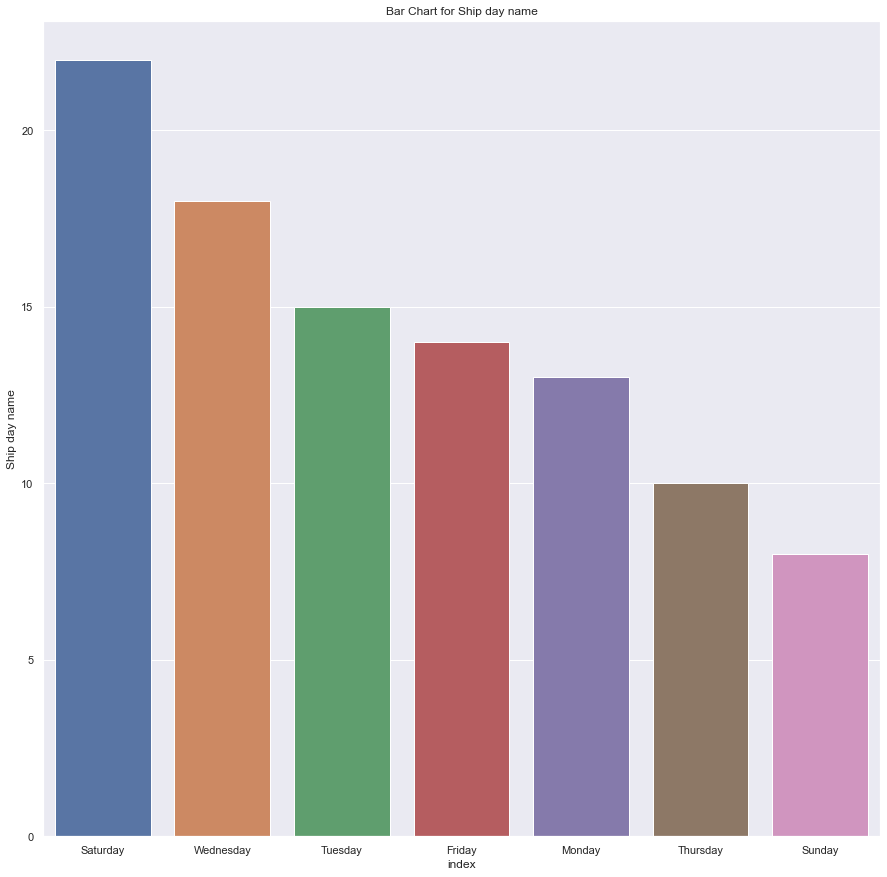 Bar Chart for Ship day name
Ship day name
20
15
10
5
0
Saturday Wednesday Tuesday Friday Monday Thursday Sunday
index